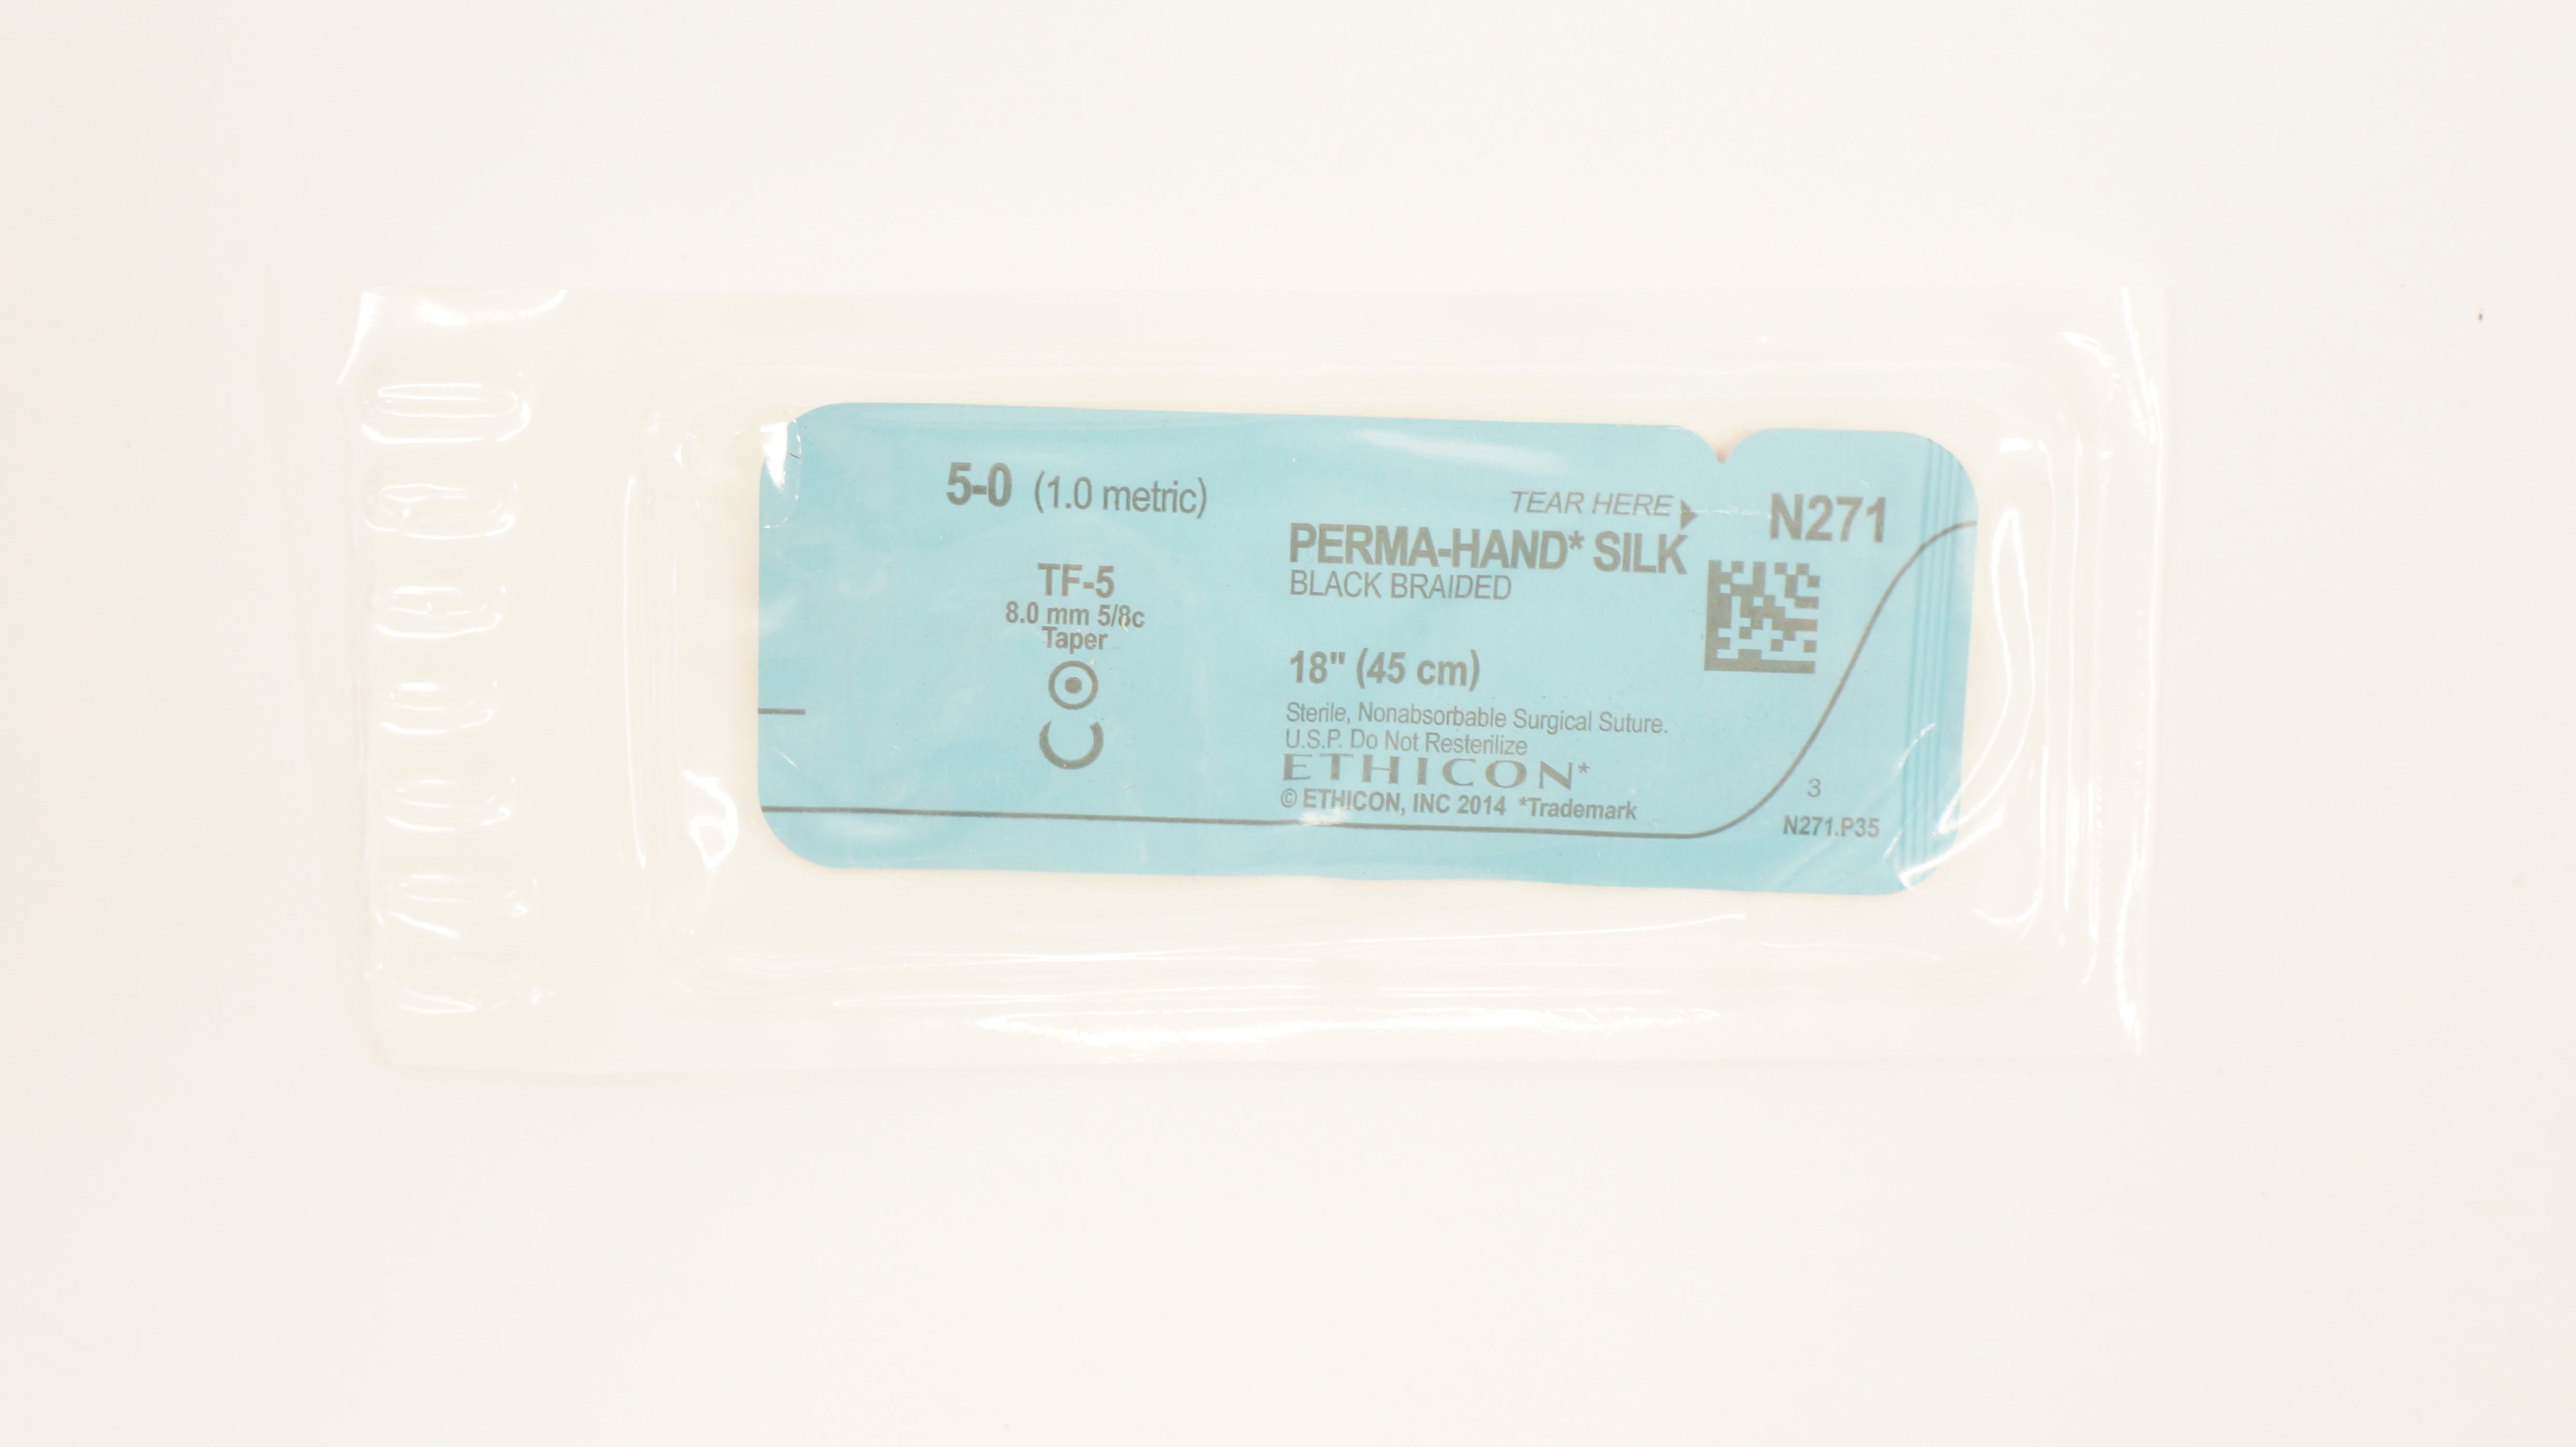 5-0 (1.0 metric)
TF-5
8.0 mm 5/8c
Taper
TEAR HERE
PERMA-HAND* SILK
BLACK BRAIDED
18" (45 cm)
Sterile, Nonabsorbable Surgical Suture.
U.S.P. Do Not Resterilize
ETHICON*
© ETHICON, INC 2014 *Trademark
N271
3
N271.P35